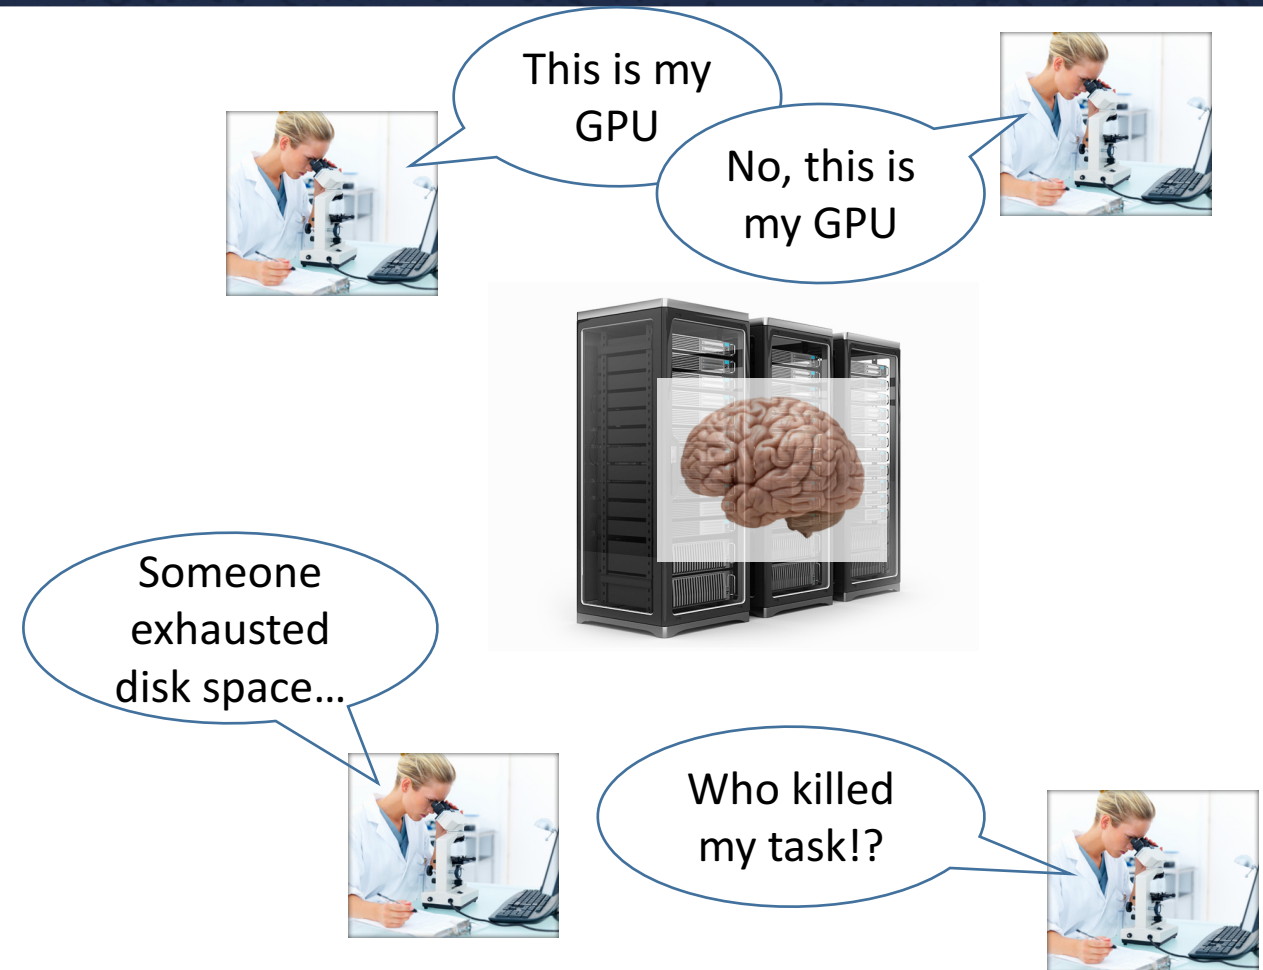 This is my
GPU
No, this is
my GPU
Someone
exhausted
disk space…
Who killed
my task!?